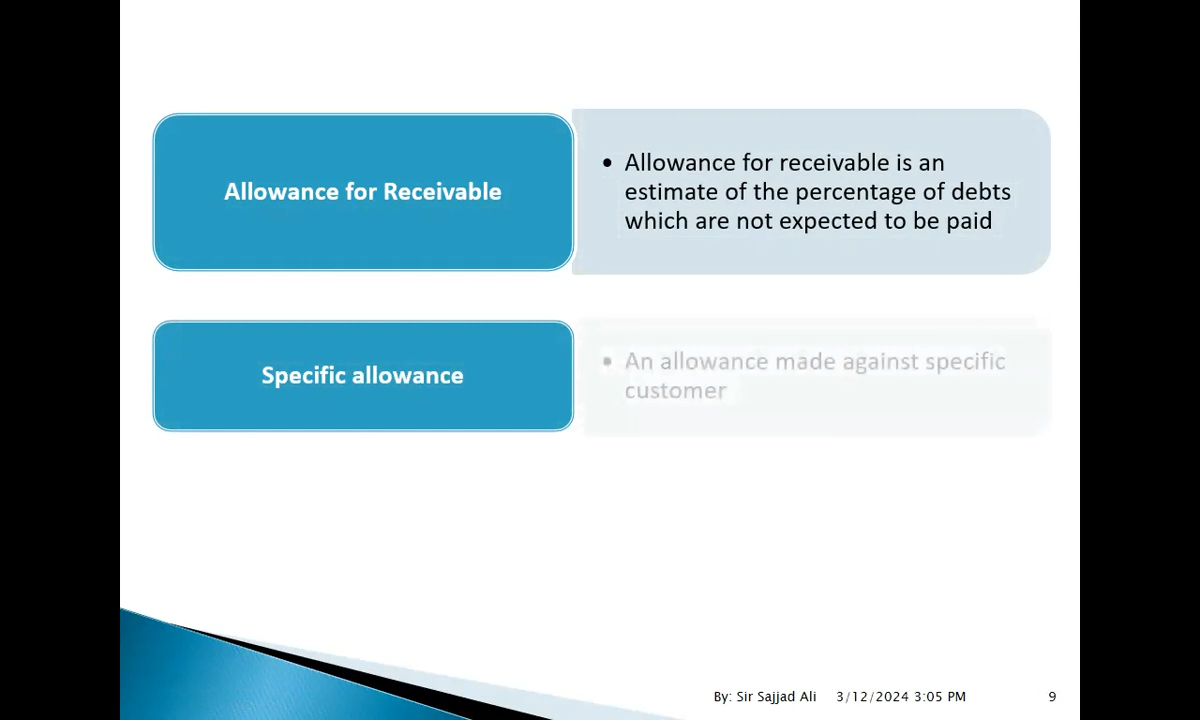 Allowance for Receivable
• Allowance for receivable is an
estimate of the percentage of debts
which are not expected to be paid
Specific allowance
• An allowance made against specific
customer
By: Sir Sajjad Ali 3/12/2024 3:05 PM 9